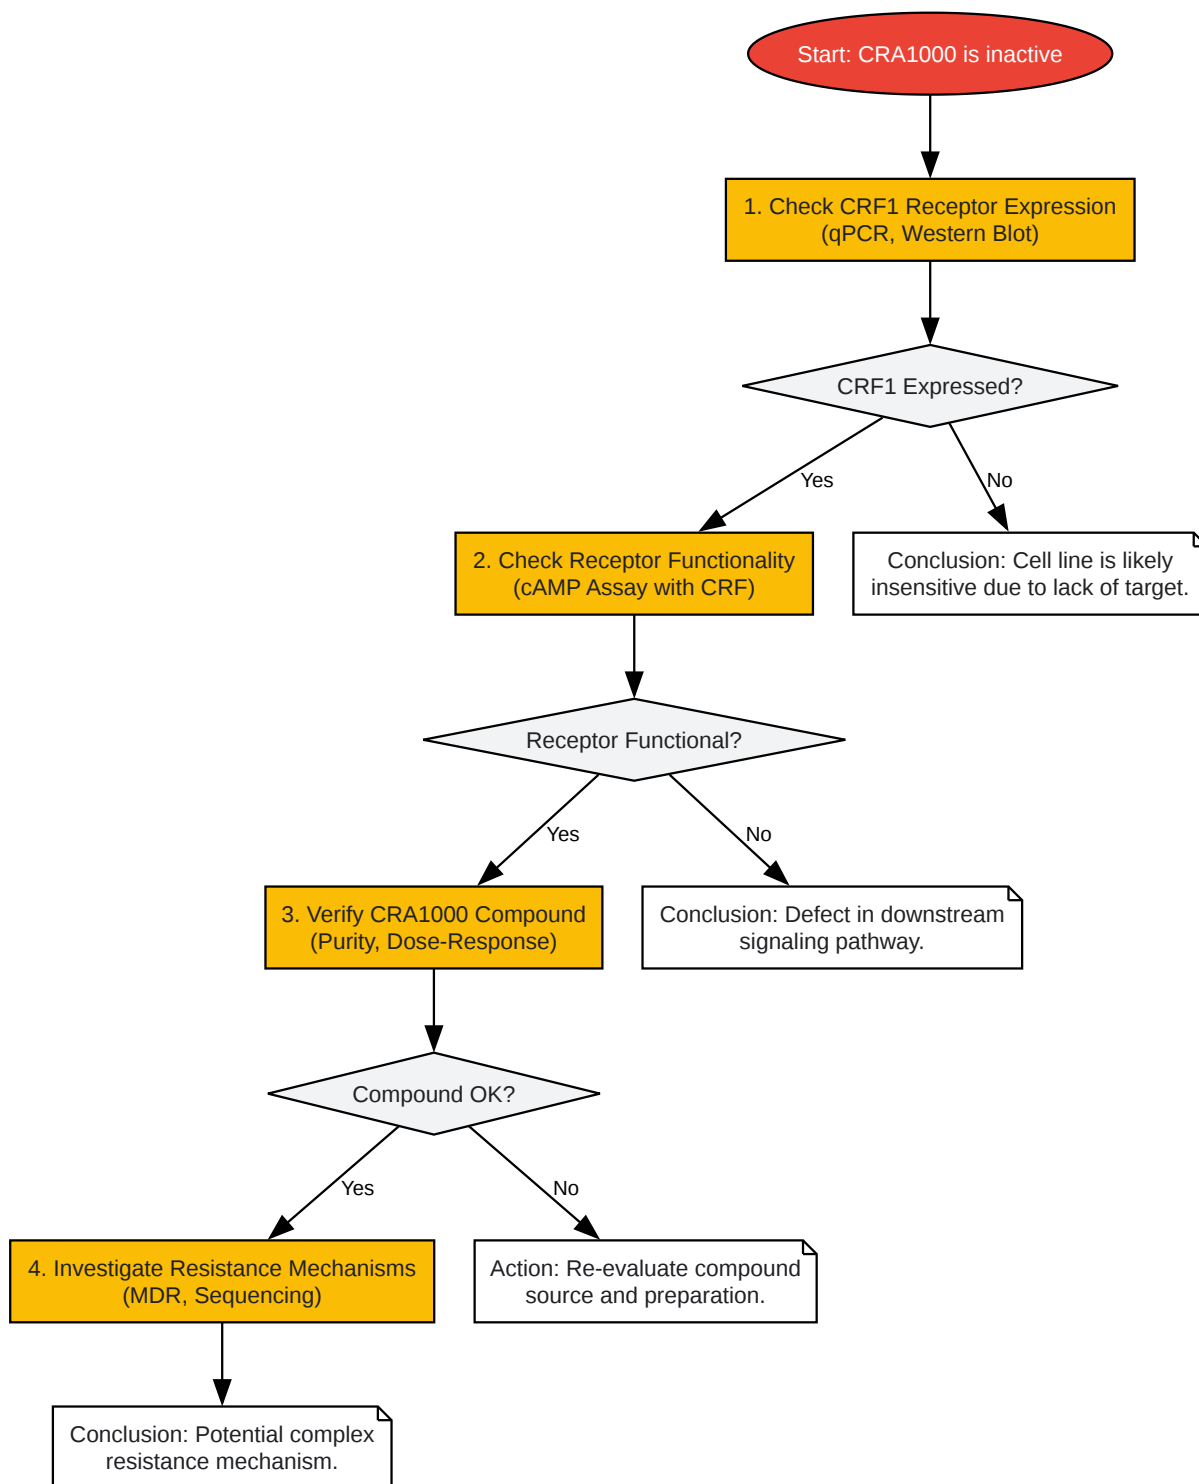 Start: CRA1000 is inactive
1. Check CRF1 Receptor Expression
(qPCR, Western Blot)
CRF1 Expressed?
Yes
No
2. Check Receptor Functionality
(cAMP Assay with CRF)
Conclusion: Cell line is likely
insensitive due to lack of target.
Receptor Functional?
Yes
No
3. Verify CRA1000 Compound
(Purity, Dose-Response)
Conclusion: Defect in downstream
signaling pathway.
Compound OK?
Yes
No
4. Investigate Resistance Mechanisms
(MDR, Sequencing)
Action: Re-evaluate compound
source and preparation.
Conclusion: Potential complex
resistance mechanism.